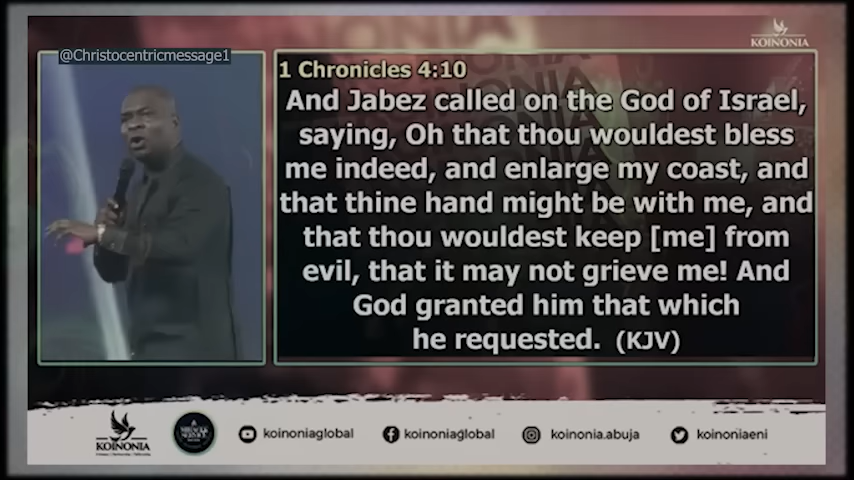 KOINONIA
@Christocentricmessage1
1 Chronicles 4:10
And Jabez called on the God of Israel,
saying, Oh that thou wouldest bless
me indeed, and enlarge my coast, and
that thine hand might be with me, and
that thou wouldest keep [me] from
evil, that it may not grieve me! And
God granted him that which
he requested. (KJV)
KOINONIA
MIRACLE
SERVICE
koinoniaglobal
koinoniaglobal
koinonia.abuja
koinoniaeni